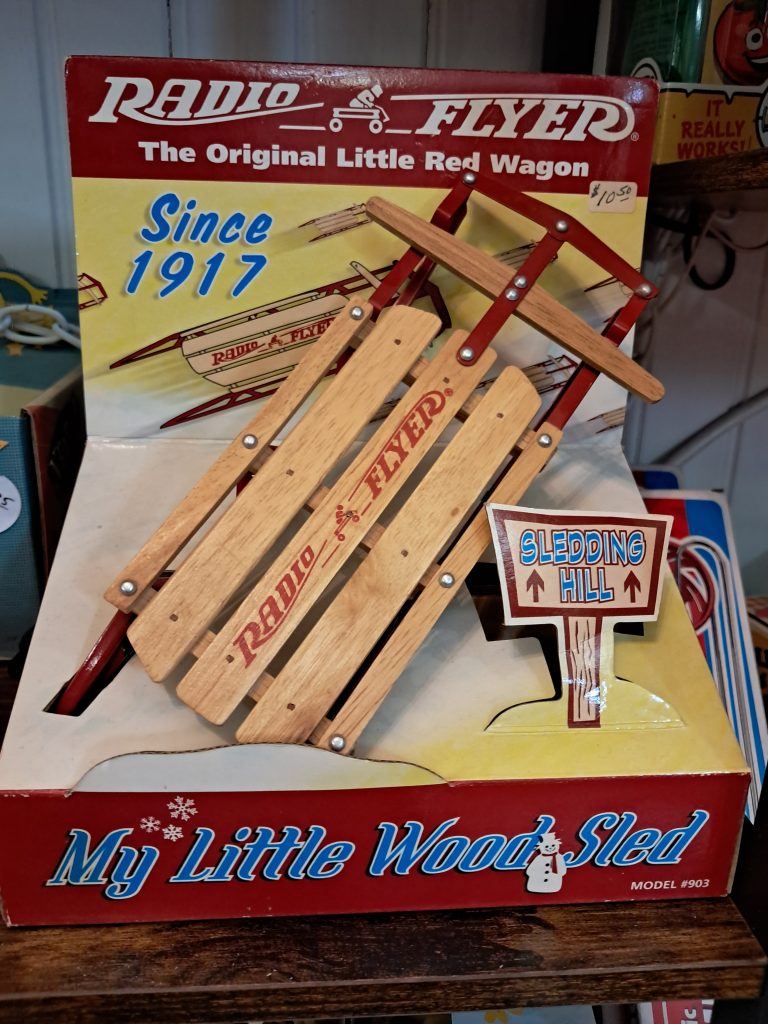 RADIO FLYER®
The Original Little Red Wagon
$10.50
IT
REALLY
WORKS!
Since
1917
RADIO FLYER
RADIO FLYER®
SLEDDING
HILL
My Little Wood Sled
MODEL #903